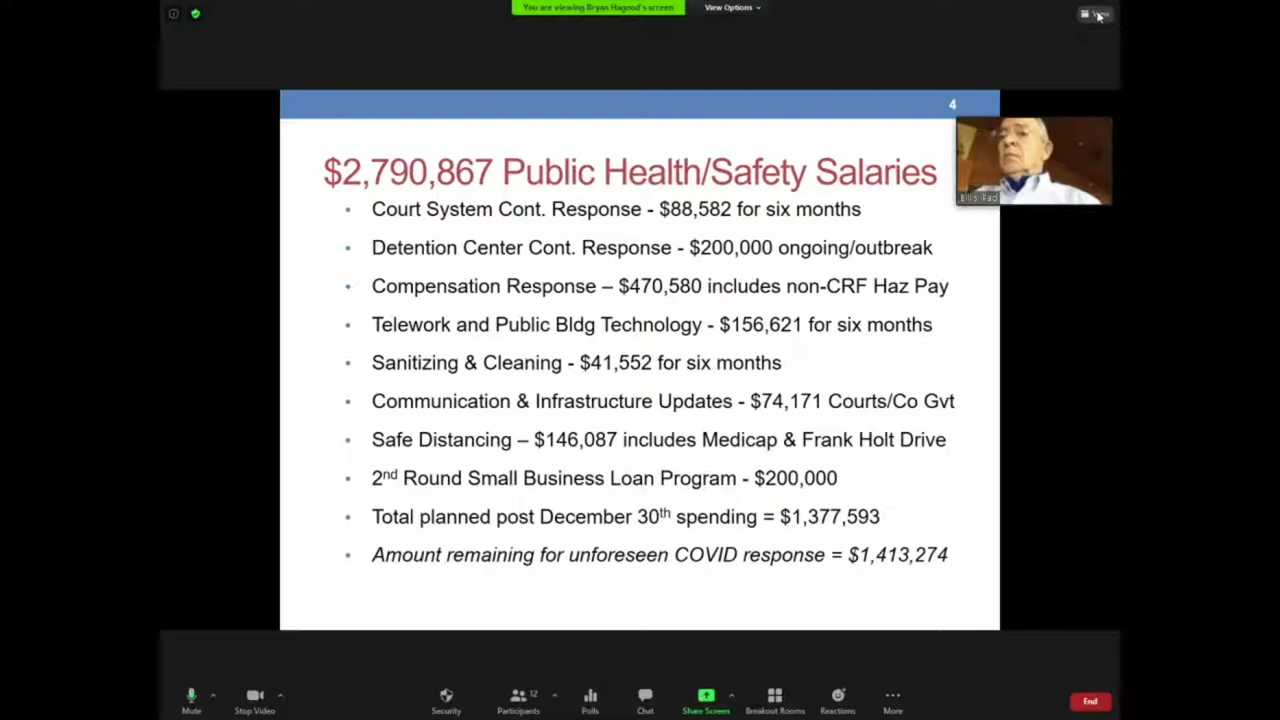 You are viewing Bryan Hagood's screen
View Options
View
4
$2,790,867 Public Health/Safety Salaries
• Court System Cont. Response - $88,582 for six months
• Detention Center Cont. Response - $200,000 ongoing/outbreak
• Compensation Response – $470,580 includes non-CRF Haz Pay
• Telework and Public Bldg Technology - $156,621 for six months
• Sanitizing & Cleaning - $41,552 for six months
• Communication & Infrastructure Updates - $74,171 Courts/Co Gvt
• Safe Distancing – $146,087 includes Medicap & Frank Holt Drive
• 2nd Round Small Business Loan Program - $200,000
• Total planned post December 30th spending = $1,377,593
• Amount remaining for unforeseen COVID response = $1,413,274
Bill's iPad
Mute
Stop Video
Security
Participants
12
Polls
Chat
Share Screen
Breakout Rooms
Reactions
More
End